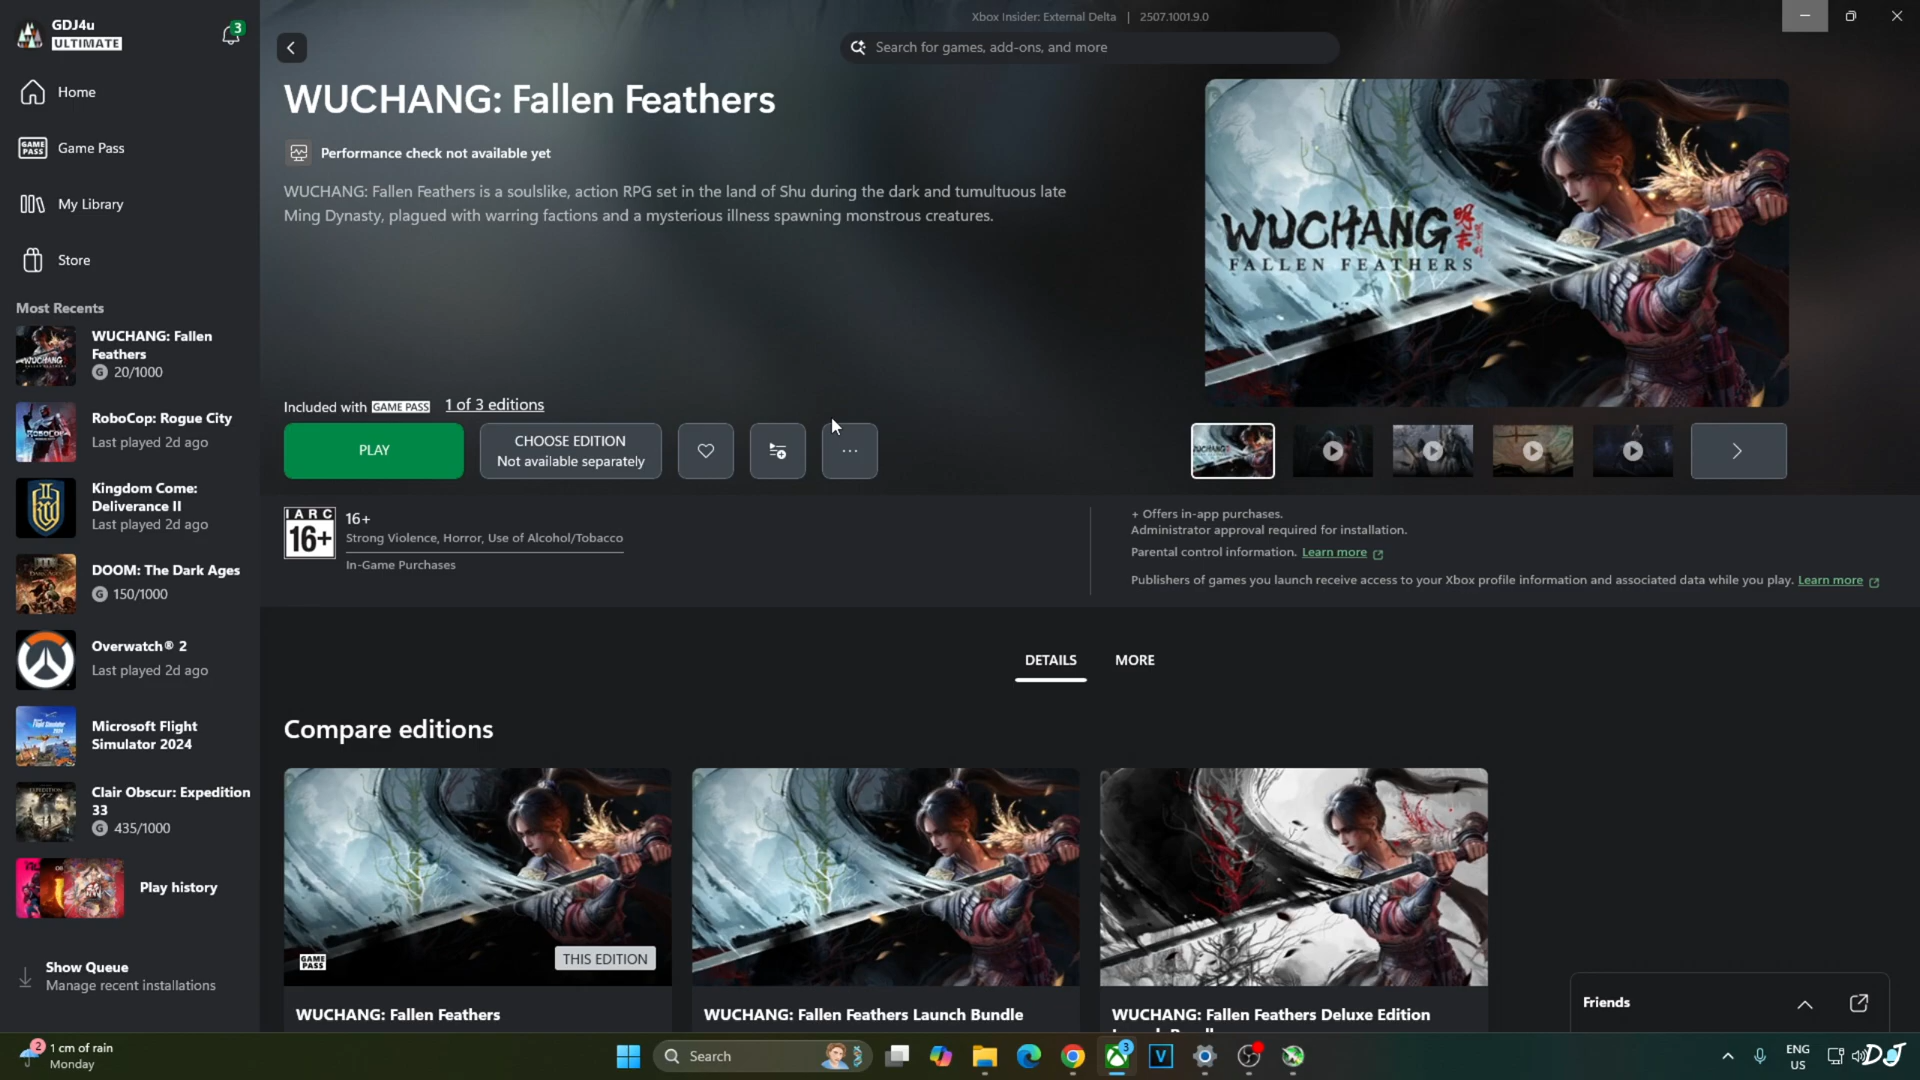 GDJ4u
ULTIMATE
3
Home
GAME PASS
Game Pass
My Library
Store
Most Recents
WUCHANG: Fallen
Feathers
G 20/1000
RoboCop: Rogue City
Last played 2d ago
Kingdom Come:
Deliverance II
Last played 2d ago
DOOM: The Dark Ages
G 150/1000
Overwatch® 2
Last played 2d ago
Microsoft Flight
Simulator 2024
Clair Obscur: Expedition
33
G 435/1000
Play history
Show Queue
Manage recent installations
Xbox Insider: External Delta | 2507.1001.9.0
Search for games, add-ons, and more
WUCHANG: Fallen Feathers
Performance check not available yet
WUCHANG: Fallen Feathers is a soulslike, action RPG set in the land of Shu during the dark and tumultuous late
Ming Dynasty, plagued with warring factions and a mysterious illness spawning monstrous creatures.
WUCHANG
明末
FALLEN FEATHERS
Included with GAME PASS 1 of 3 editions
PLAY
CHOOSE EDITION
Not available separately
IARC
16+
16+
Strong Violence, Horror, Use of Alcohol/Tobacco
In-Game Purchases
+ Offers in-app purchases.
Administrator approval required for installation.
Parental control information. Learn more
Publishers of games you launch receive access to your Xbox profile information and associated data while you play. Learn more
DETAILS
MORE
Compare editions
GAME PASS
THIS EDITION
WUCHANG: Fallen Feathers
WUCHANG: Fallen Feathers Launch Bundle
WUCHANG: Fallen Feathers Deluxe Edition
Friends
2
1 cm of rain
Monday
Search
3
V
ENG
US
DJ